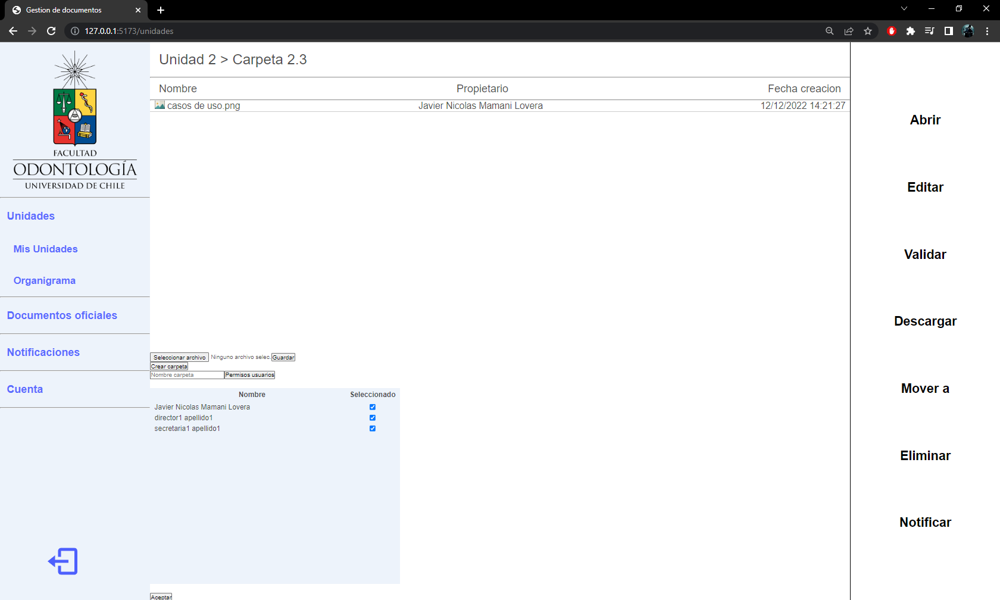 Gestion de documentos
127.0.0.1:5173/unidades
FACULTAD
ODONTOLOGÍA
UNIVERSIDAD DE CHILE
Unidades
Mis Unidades
Organigrama
Documentos oficiales
Notificaciones
Cuenta
Unidad 2 > Carpeta 2.3
Nombre Propietario Fecha creacion
casos de uso.png Javier Nicolas Mamani Lovera 12/12/2022 14:21:27
Seleccionar archivo Ninguno archivo selec. Guardar
Crear carpeta
Nombre carpeta Permisos usuarios
Nombre Seleccionado
Javier Nicolas Mamani Lovera
director1 apellido1
secretaria1 apellido1
Aceptar
Abrir
Editar
Validar
Descargar
Mover a
Eliminar
Notificar